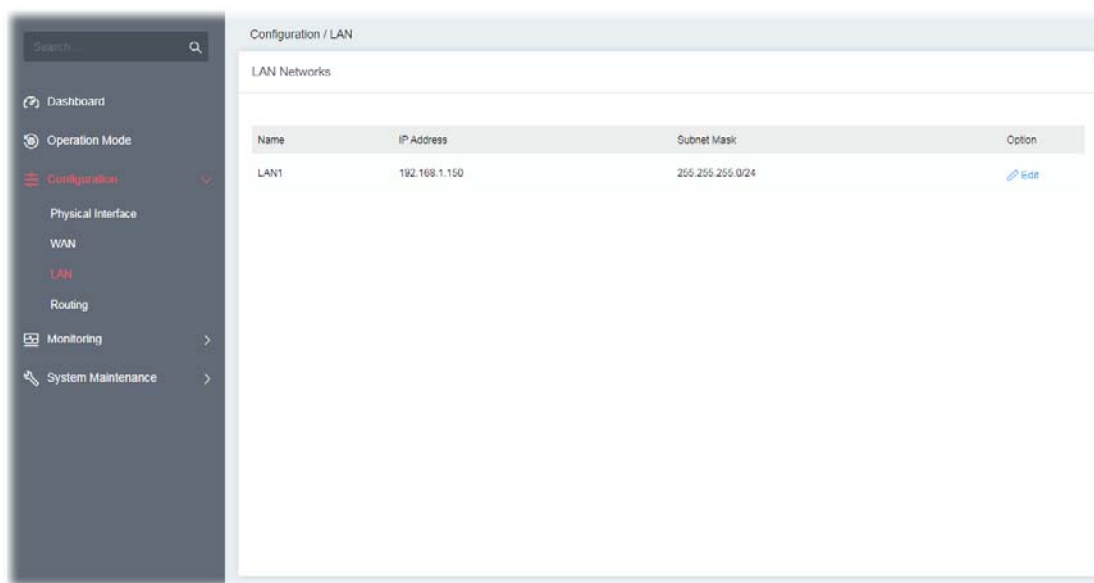 Search...
Dashboard
Operation Mode
Configuration
Physical Interface
WAN
LAN
Routing
Monitoring
System Maintenance
Configuration / LAN
LAN Networks
Name IP Address Subnet Mask Option
LAN1 192.168.1.150 255.255.255.0/24 Edit